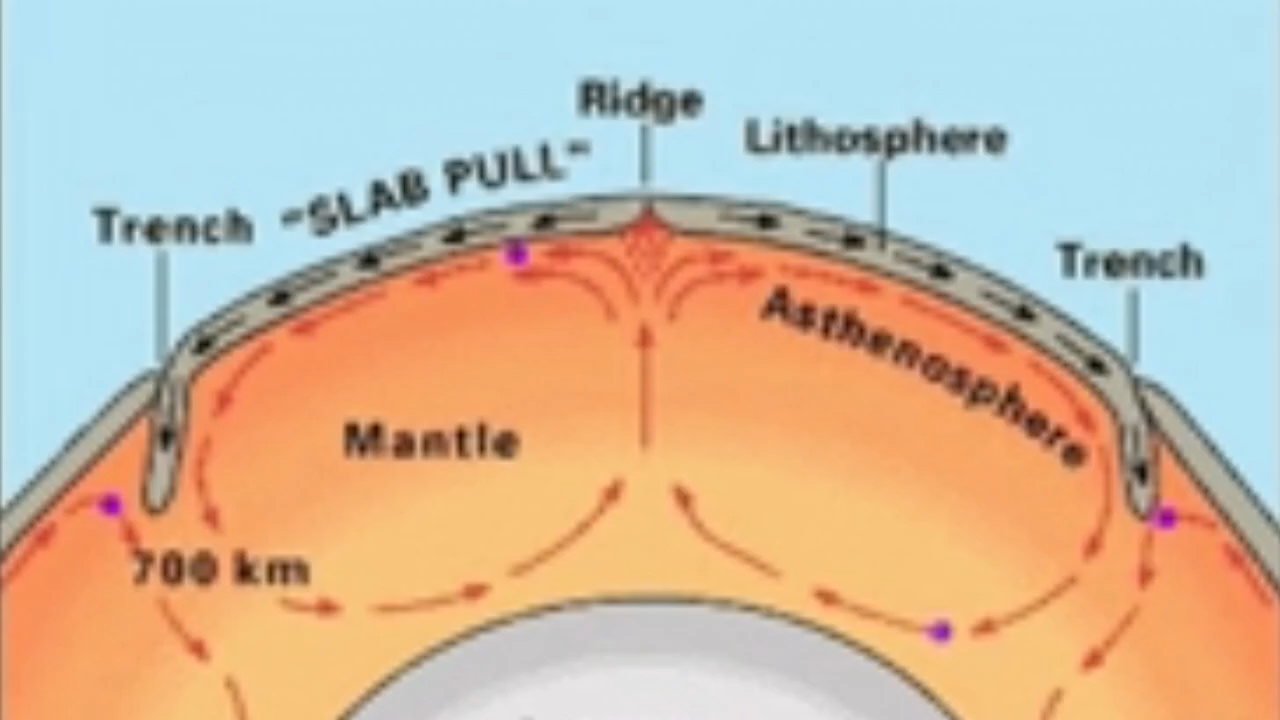 Ridge
Lithosphere
"SLAB PULL"
Trench
Trench
Asthenosphere
Mantle
700 km